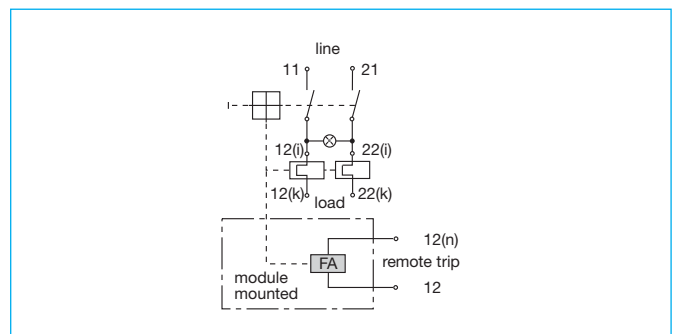 line
11
21
12(i)
22(i)
12(k)
22(k)
load
12(n)
FA
remote trip
module
mounted
12